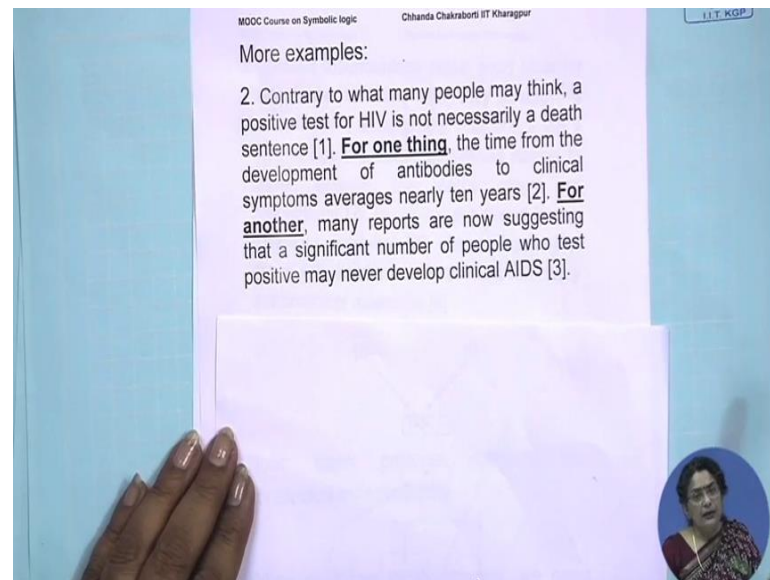 MOOC Course on Symbolic logic Chhanda Chakraborti IIT Kharagpur
I.I.T. KGP
More examples:
2. Contrary to what many people may think, a
positive test for HIV is not necessarily a death
sentence [1]. For one thing, the time from the
development of antibodies to clinical
symptoms averages nearly ten years [2]. For
another, many reports are now suggesting
that a significant number of people who test
positive may never develop clinical AIDS [3].